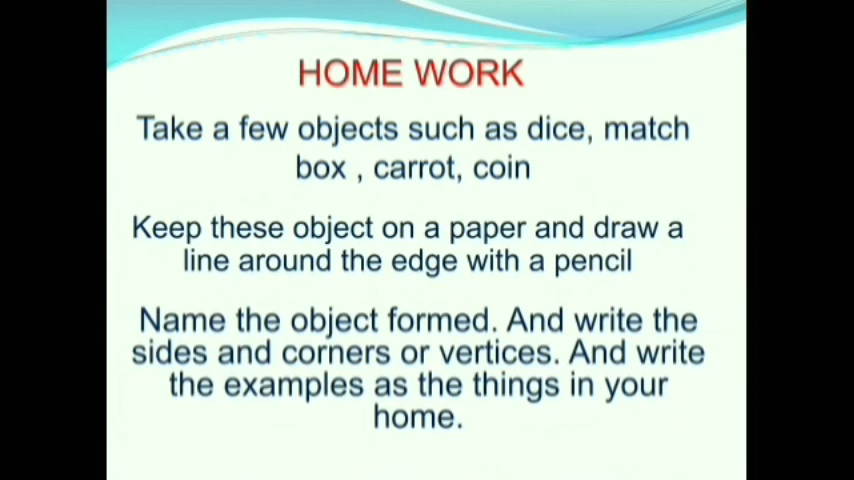 HOME WORK
Take a few objects such as dice, match
box , carrot, coin
Keep these object on a paper and draw a
line around the edge with a pencil
Name the object formed. And write the
sides and corners or vertices. And write
the examples as the things in your
home.